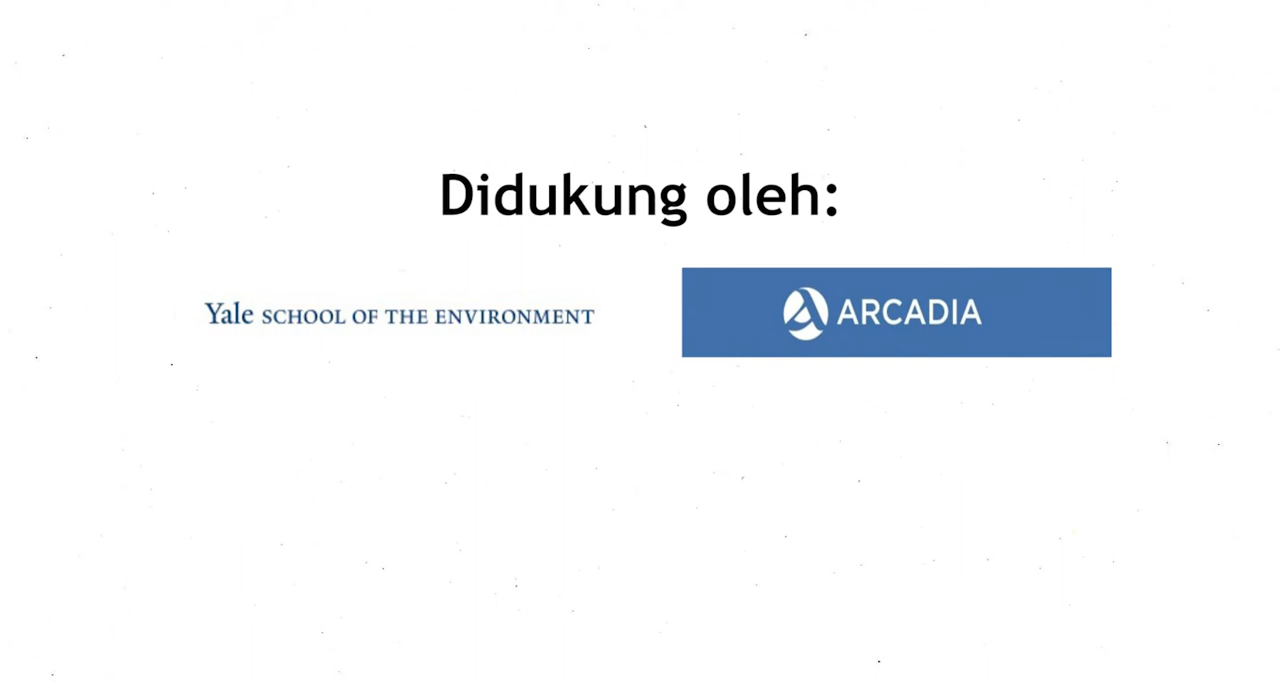 Didukung oleh:
Yale SCHOOL OF THE ENVIRONMENT
ARCADIA